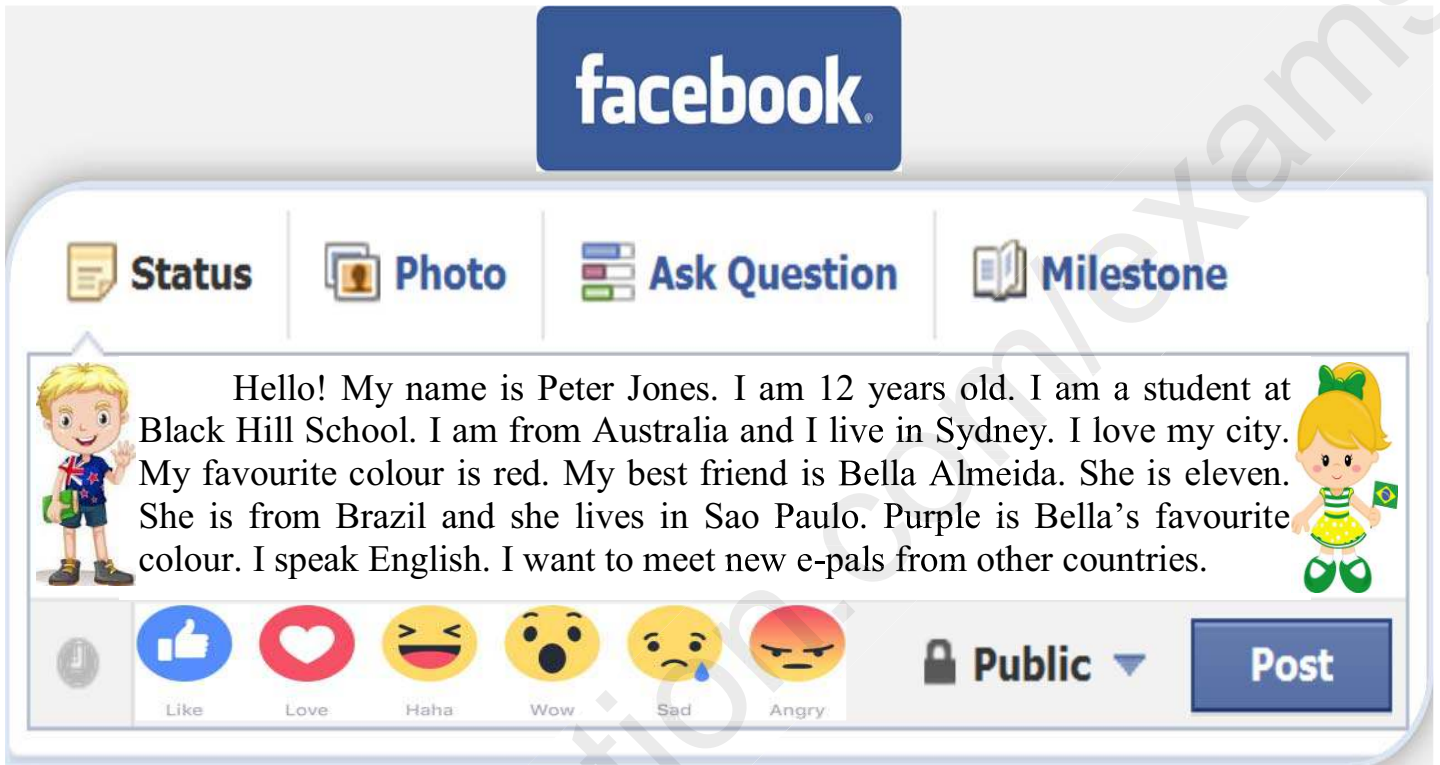 facebook
Status Photo Ask Question Milestone
Hello! My name is Peter Jones. I am 12 years old. I am a student at
Black Hill School. I am from Australia and I live in Sydney. I love my city.
My favourite colour is red. My best friend is Bella Almeida. She is eleven.
She is from Brazil and she lives in Sao Paulo. Purple is Bella’s favourite
colour. I speak English. I want to meet new e-pals from other countries.
Public Post
Like Love Haha Wow Sad Angry
tion.com/exams